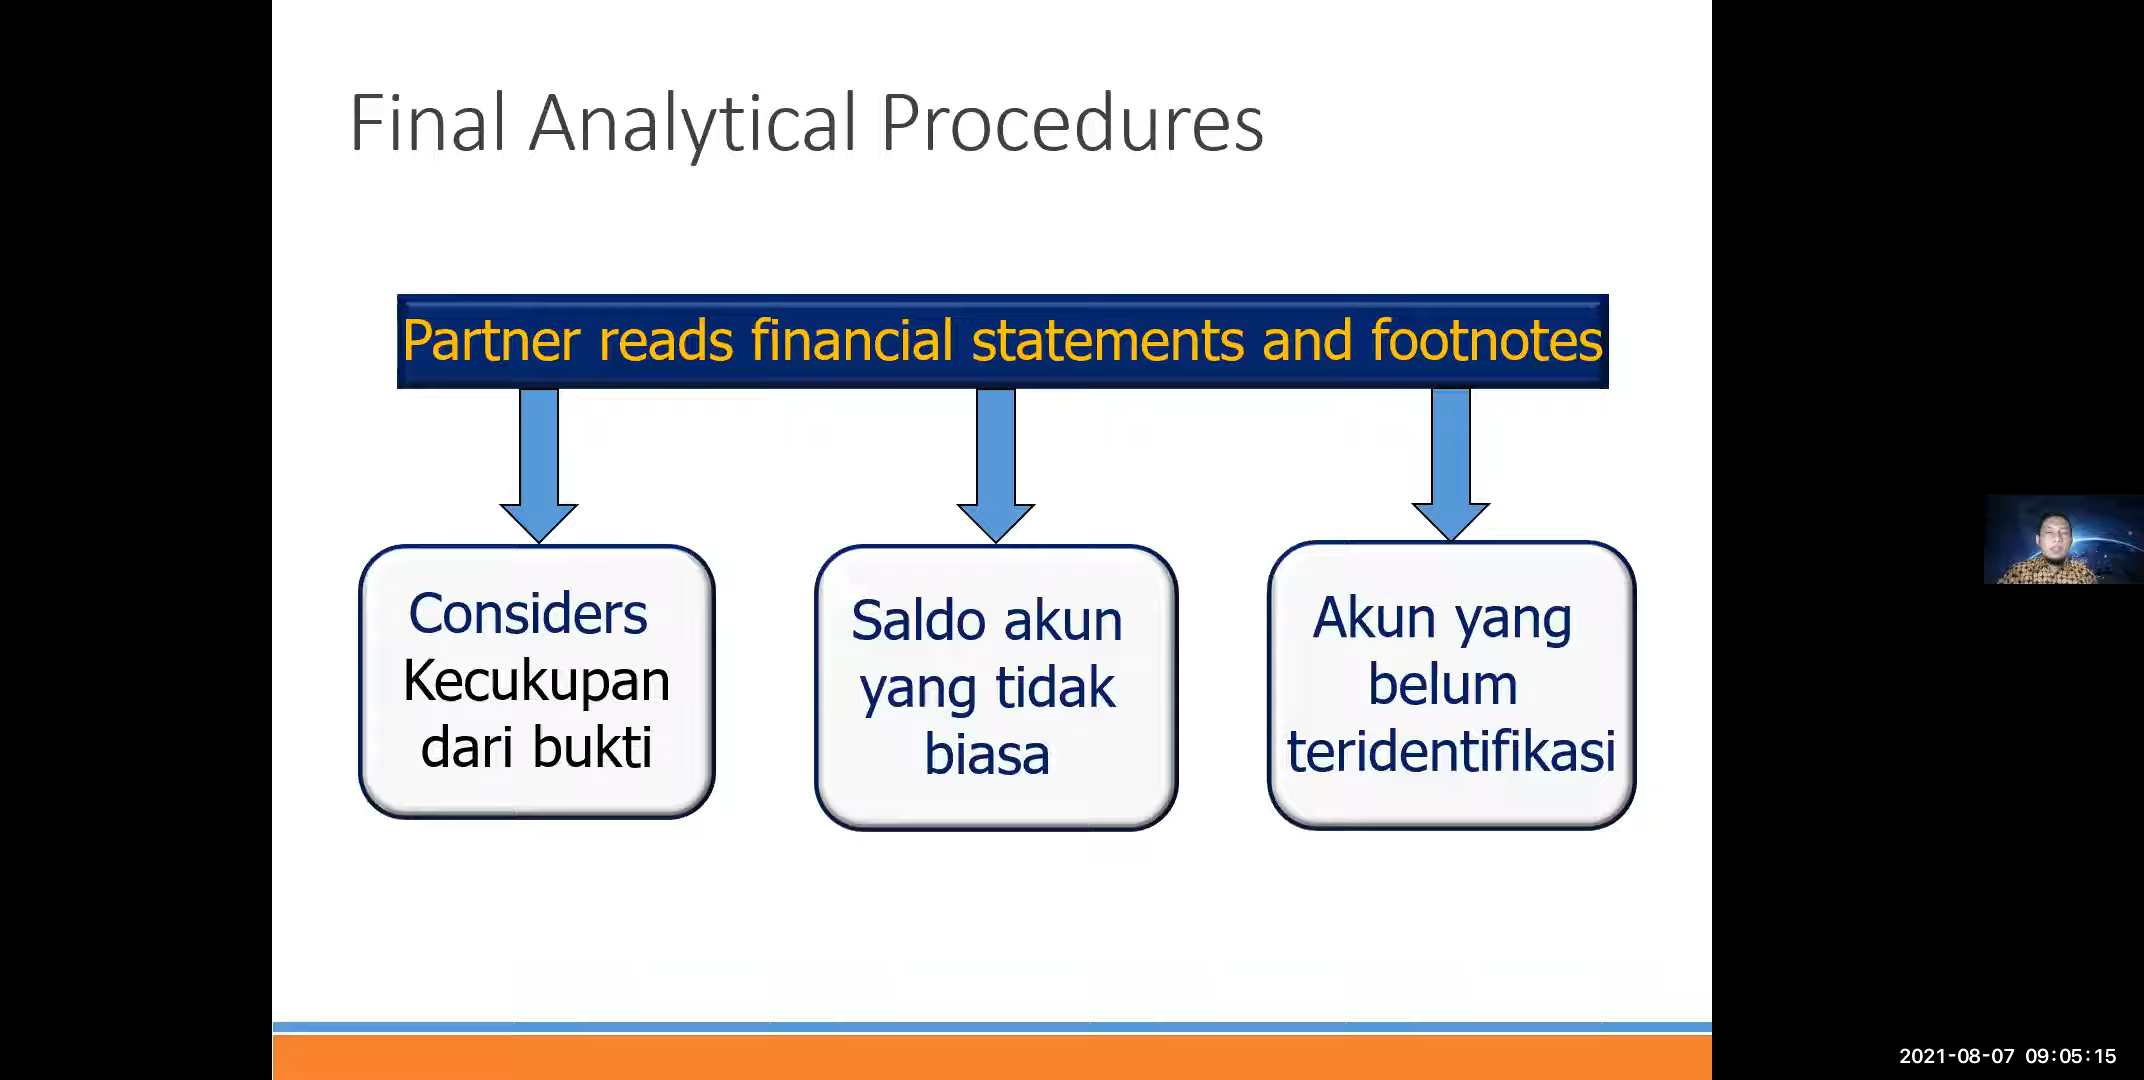 Final Analytical Procedures
Partner reads financial statements and footnotes
Considers
Kecukupan
dari bukti
Saldo akun
yang tidak
biasa
Akun yang
belum
teridentifikasi
2021-08-07 09:05:15